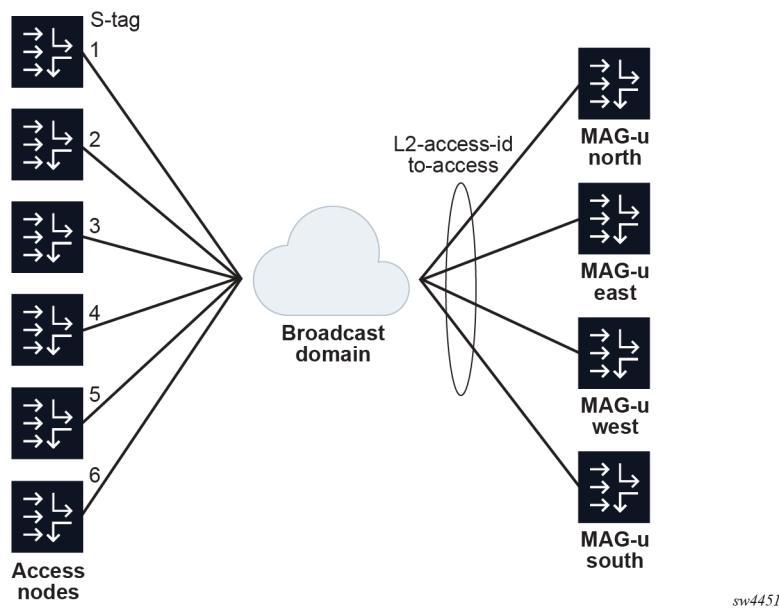 S-tag
1
2
3
4
5
6
Access
nodes
Broadcast
domain
L2-access-id
to-access
MAG-u
north
MAG-u
east
MAG-u
west
MAG-u
south
sw4451